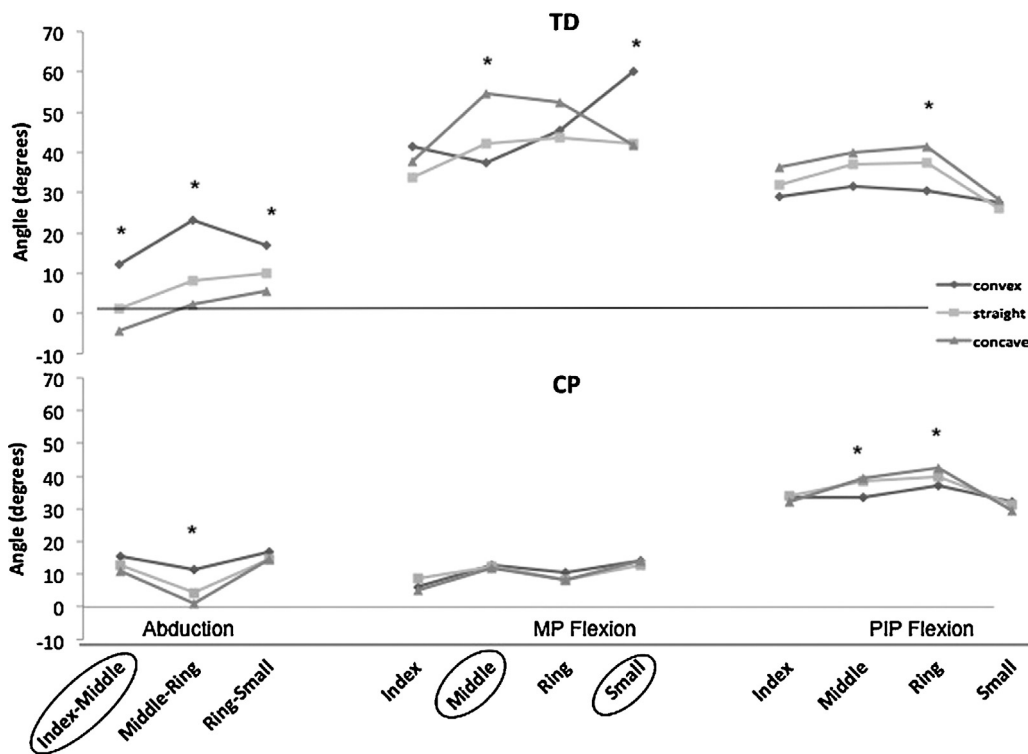 TD
Anglle (degrees)
70
60
50
40
30
20
10
0
-10
* * * * * *
convex
straight
concave
CP
Angle (degrees)
70
60
50
40
30
20
10
0
-10
* * *
Abduction MP Flexion PIP Flexion
Index-Middle Middle-Ring Ring-Small Index Middle Ring Small Index Middle Ring Small